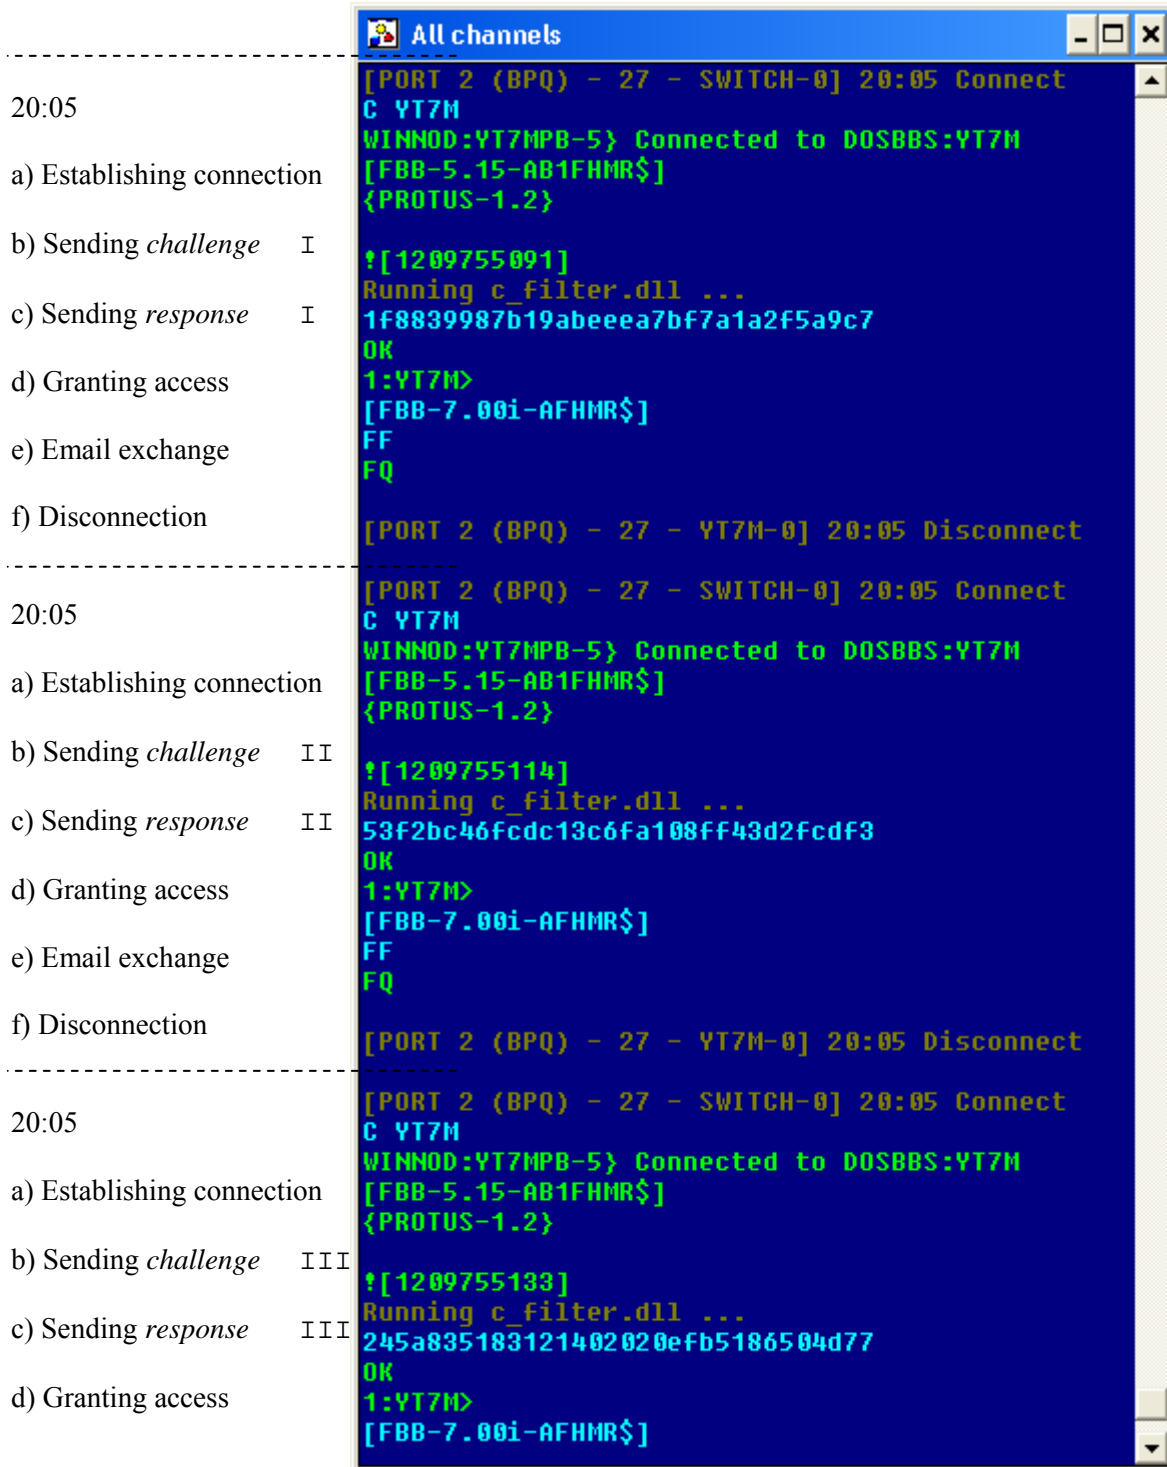 All channels
20:05
a) Establishing connection
b) Sending challenge I
c) Sending response I
d) Granting access
e) Email exchange
f) Disconnection
[PORT 2 (BPQ) - 27 - SWITCH-0] 20:05 Connect
C YT7M
WINNOD:YT7MPB-5} Connected to DOSBBS:YT7M
[FBB-5.15-AB1FHMR$]
{PROTUS-1.2}
![1209755091]
Running c_filter.dll ...
1f8839987b19abeeea7bf7a1a2f5a9c7
OK
1:YT7M>
[FBB-7.00i-AFHMR$]
FF
FQ
[PORT 2 (BPQ) - 27 - YT7M-0] 20:05 Disconnect
20:05
a) Establishing connection
b) Sending challenge II
c) Sending response II
d) Granting access
e) Email exchange
f) Disconnection
[PORT 2 (BPQ) - 27 - SWITCH-0] 20:05 Connect
C YT7M
WINNOD:YT7MPB-5} Connected to DOSBBS:YT7M
[FBB-5.15-AB1FHMR$]
{PROTUS-1.2}
![1209755114]
Running c_filter.dll ...
53f2bc46fcdc13c6fa108ff43d2fcdf3
OK
1:YT7M>
[FBB-7.00i-AFHMR$]
FF
FQ
[PORT 2 (BPQ) - 27 - YT7M-0] 20:05 Disconnect
20:05
a) Establishing connection
b) Sending challenge III
c) Sending response III
d) Granting access
[PORT 2 (BPQ) - 27 - SWITCH-0] 20:05 Connect
C YT7M
WINNOD:YT7MPB-5} Connected to DOSBBS:YT7M
[FBB-5.15-AB1FHMR$]
{PROTUS-1.2}
![1209755133]
Running c_filter.dll ...
245a835183121402020efb5186504d77
OK
1:YT7M>
[FBB-7.00i-AFHMR$]